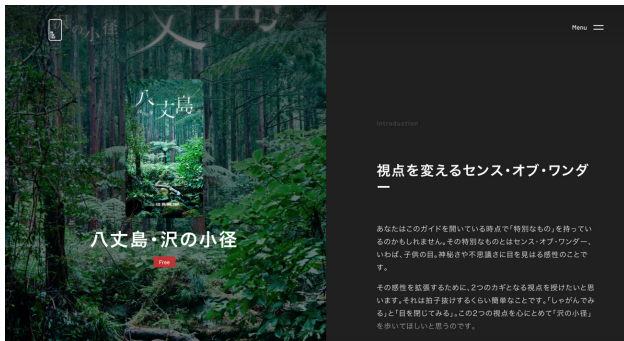 沢の小径
八丈島
Menu
八丈島
八丈島・沢の小径
Free
Introduction
視点を変えるセンス・オブ・ワンダ
ー
あなたはこのガイドを開いている時点で「特別なもの」を持ってい
るのかもしれません。その特別なものとはセンス・オブ・ワンダー、
いわば、子供の目。神秘さや不思議さに目を見はる感性のことで
す。
その感性を拡張するために、2つのカギとなる視点を授けたいと思
います。それは拍子抜けするくらい簡単なことです。「しゃがんでみ
る」と「目を閉じてみる」。この2つの視点を心にとめて「沢の小径」
を歩いてほしいと思うのです。